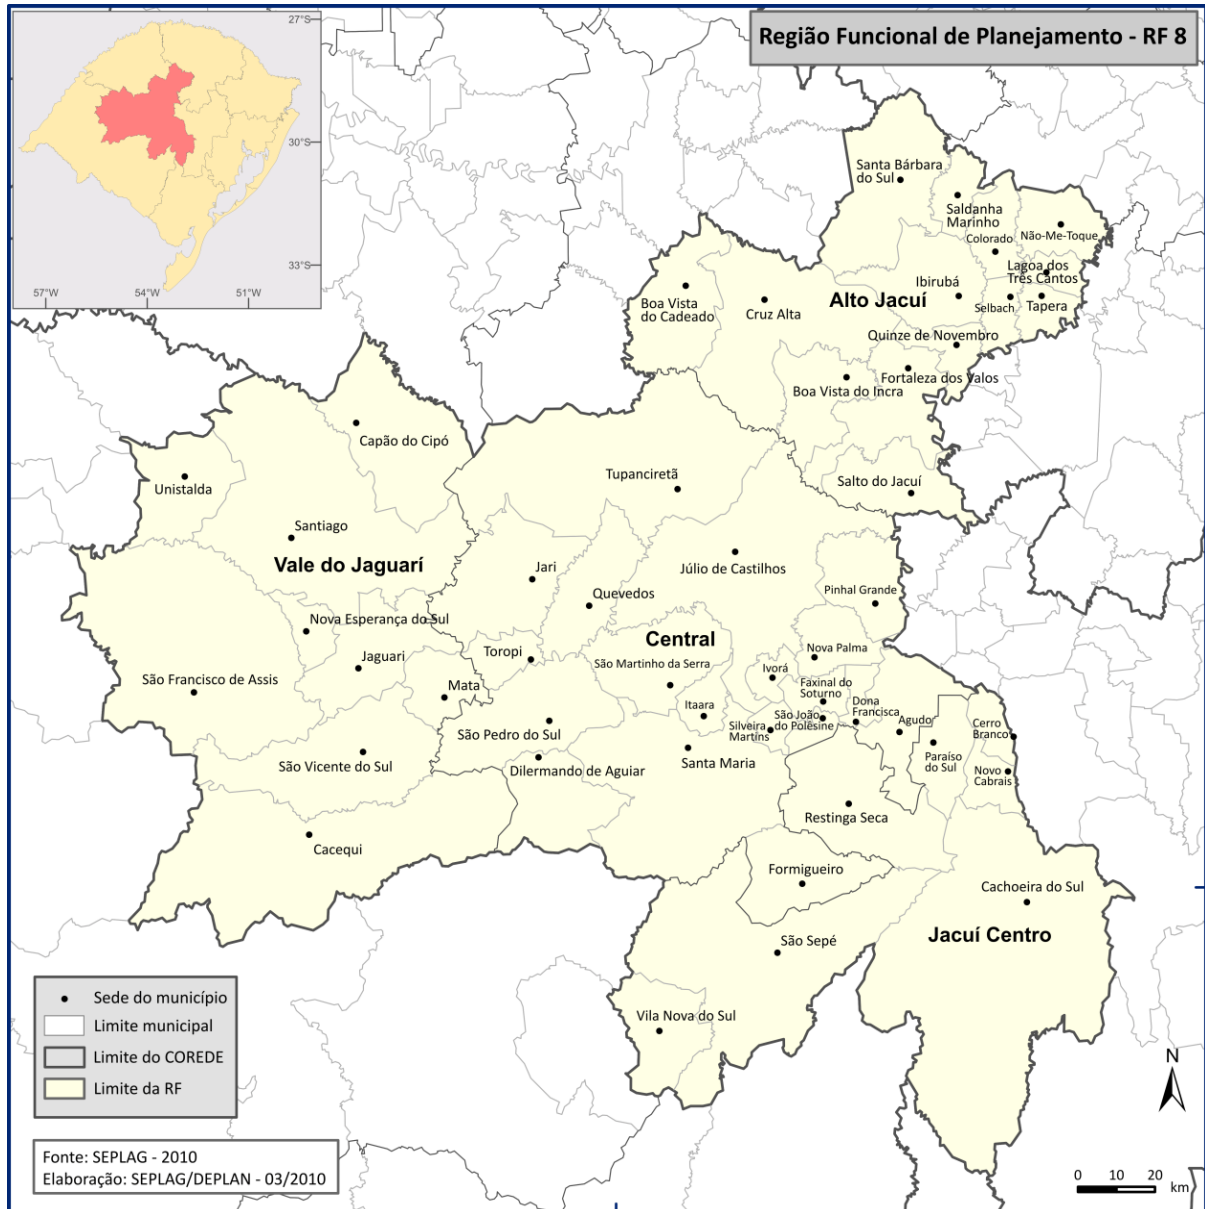 Região Funcional de Planejamento - RF 8
27°S
30°S
33°S
57°W
54°W
51°W
Santa Bárbara
do Sul
Saldanha
Marinho
Colorado
Não-Me-Toque
Lagoa dos
Três Cantos
Ibirubá
Selbach
Tapera
Alto Jacuí
Boa Vista
do Cadeado
Cruz Alta
Quinze de Novembro
Fortaleza dos Valos
Boa Vista do Incra
Salto do Jacuí
Capão do Cipó
Unistalda
Santiago
Vale do Jaguarí
Nova Esperança do Sul
Jaguari
São Francisco de Assis
Mata
São Vicente do Sul
Cacequi
Tupanciretã
Jari
Quevedos
Júlio de Castilhos
Pinhal Grande
Central
Toropi
São Martinho da Serra
Nova Palma
Ivorá
Faxinal do
Soturno
Itaara
Silveira
Martins
São João
do Polêsine
Dona
Francisca
Agudo
São Pedro do Sul
Dilermando de Aguiar
Santa Maria
Paraíso
do Sul
Cerro
Branco
Novo
Cabrais
Restinga Seca
Formigueiro
Cachoeira do Sul
Jacuí Centro
São Sepé
Vila Nova do Sul
Sede do município
Limite municipal
Limite do COREDE
Limite da RF
Fonte: SEPLAG - 2010
Elaboração: SEPLAG/DEPLAN - 03/2010
N
0 10 20
km